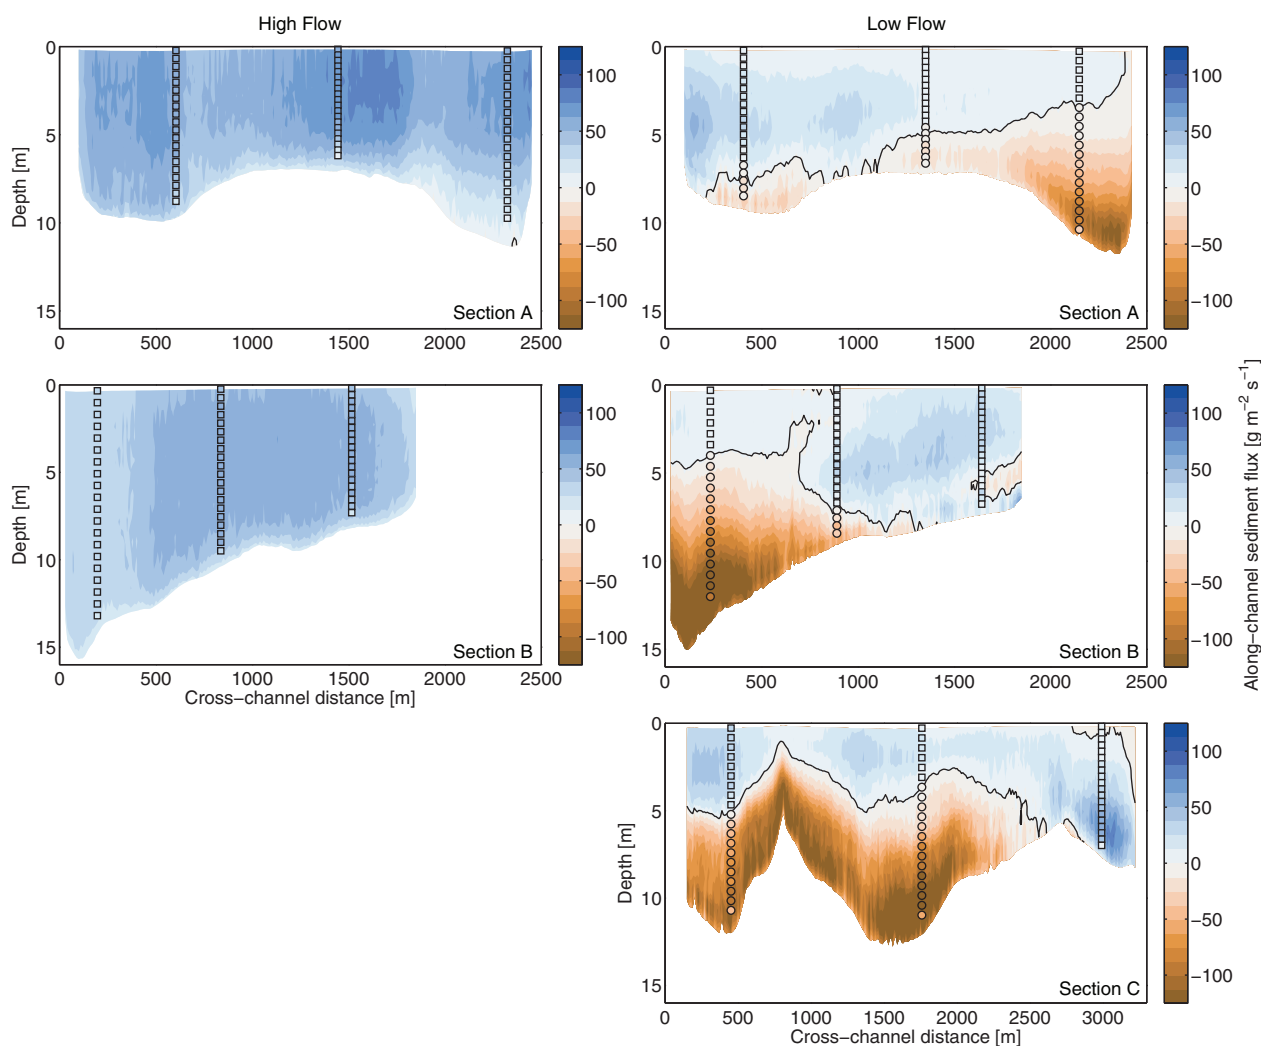 High Flow
Low Flow
0
5
10
15
Depth [m]
0 500 1000 1500 2000 2500
Section A
100
50
0
−50
−100
0
5
10
15
0 500 1000 1500 2000 2500
Section A
100
50
0
−50
−100
0
5
10
15
Depth [m]
0 500 1000 1500 2000 2500
Cross−channel distance [m]
Section B
100
50
0
−50
−100
0
5
10
15
0 500 1000 1500 2000 2500
Section B
100
50
0
−50
−100
Along−channel sediment flux [g m−2 s−1]
0
5
10
15
Depth [m]
0 500 1000 1500 2000 2500 3000
Cross−channel distance [m]
Section C
100
50
0
−50
−100